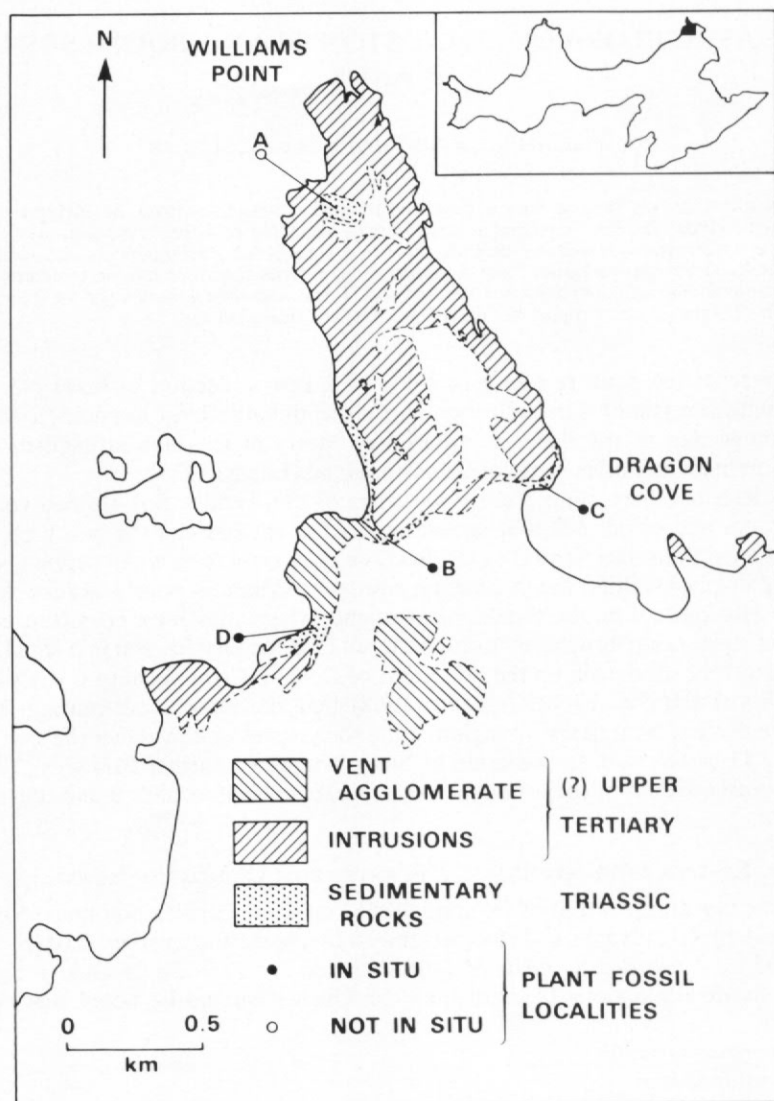 N
WILLIAMS
POINT
A
DRAGON
COVE
C
B
D
VENT
AGGLOMERATE
(?) UPPER
TERTIARY
INTRUSIONS
SEDIMENTARY
ROCKS
TRIASSIC
IN SITU
NOT IN SITU
PLANT FOSSIL
LOCALITIES
0 0.5
km